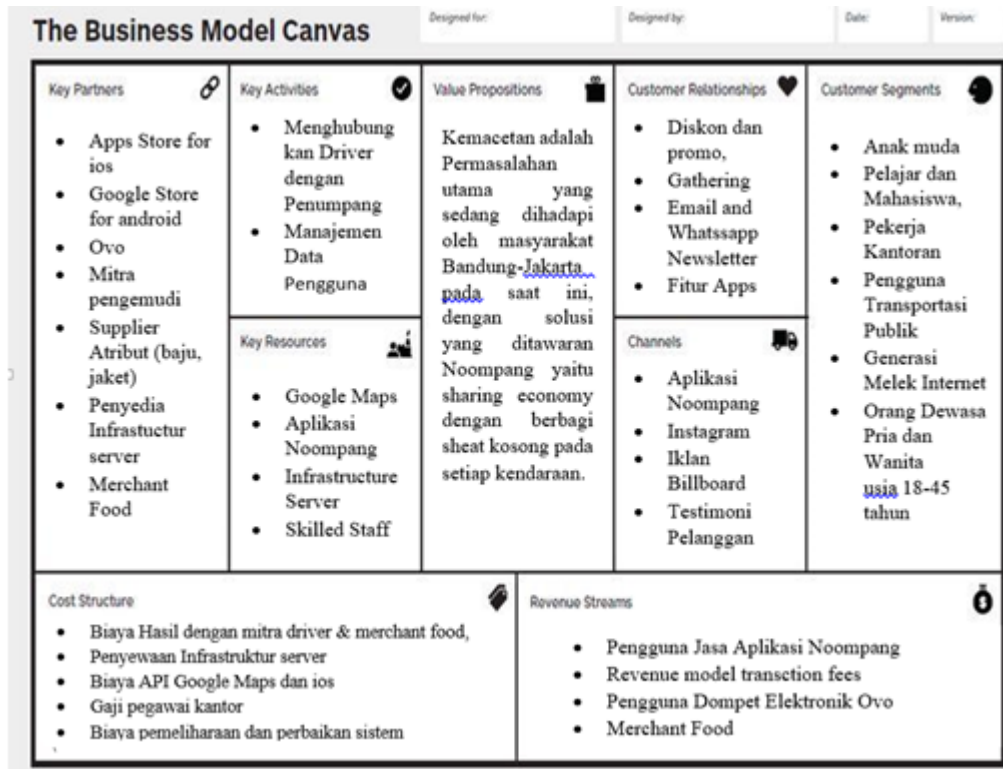 The Business Model Canvas
Designed for:
Designed by:
Date:
Version:
Key Partners
• Apps Store for
ios
• Google Store
for android
• Ovo
• Mitra
pengemudi
• Supplier
Atribut (baju,
jaket)
• Penyedia
Infrastuctur
server
• Merchant
Food
Key Activities
• Menghubung
kan Driver
dengan
Penumpang
• Manajemen
Data
Pengguna
Key Resources
• Google Maps
• Aplikasi
Noompang
• Infrastructure
Server
• Skilled Staff
Value Propositions
Kemacetan adalah
Permasalahan
utama yang
sedang dihadapi
oleh masyarakat
Bandung-Jakarta
pada saat ini,
dengan solusi
yang ditawaran
Noompang yaitu
sharing economy
dengan berbagi
sheat kosong pada
setiap kendaraan.
Customer Relationships
• Diskon dan
promo,
• Gathering
• Email and
Whatssapp
Newsletter
• Fitur Apps
Channels
• Aplikasi
Noompang
• Instagram
• Iklan
Billboard
• Testimoni
Pelanggan
Customer Segments
• Anak muda
• Pelajar dan
Mahasiswa,
• Pekerja
Kantoran
• Pengguna
Transportasi
Publik
• Generasi
Melek Internet
• Orang Dewasa
Pria dan
Wanita
usia 18-45
tahun
Cost Structure
• Biaya Hasil dengan mitra driver & merchant food,
• Penyewaan Infrastruktur server
• Biaya API Google Maps dan ios
• Gaji pegawai kantor
• Biaya pemeliharaan dan perbaikan sistem
Revenue Streams
• Pengguna Jasa Aplikasi Noompang
• Revenue model transction fees
• Pengguna Dompet Elektronik Ovo
• Merchant Food